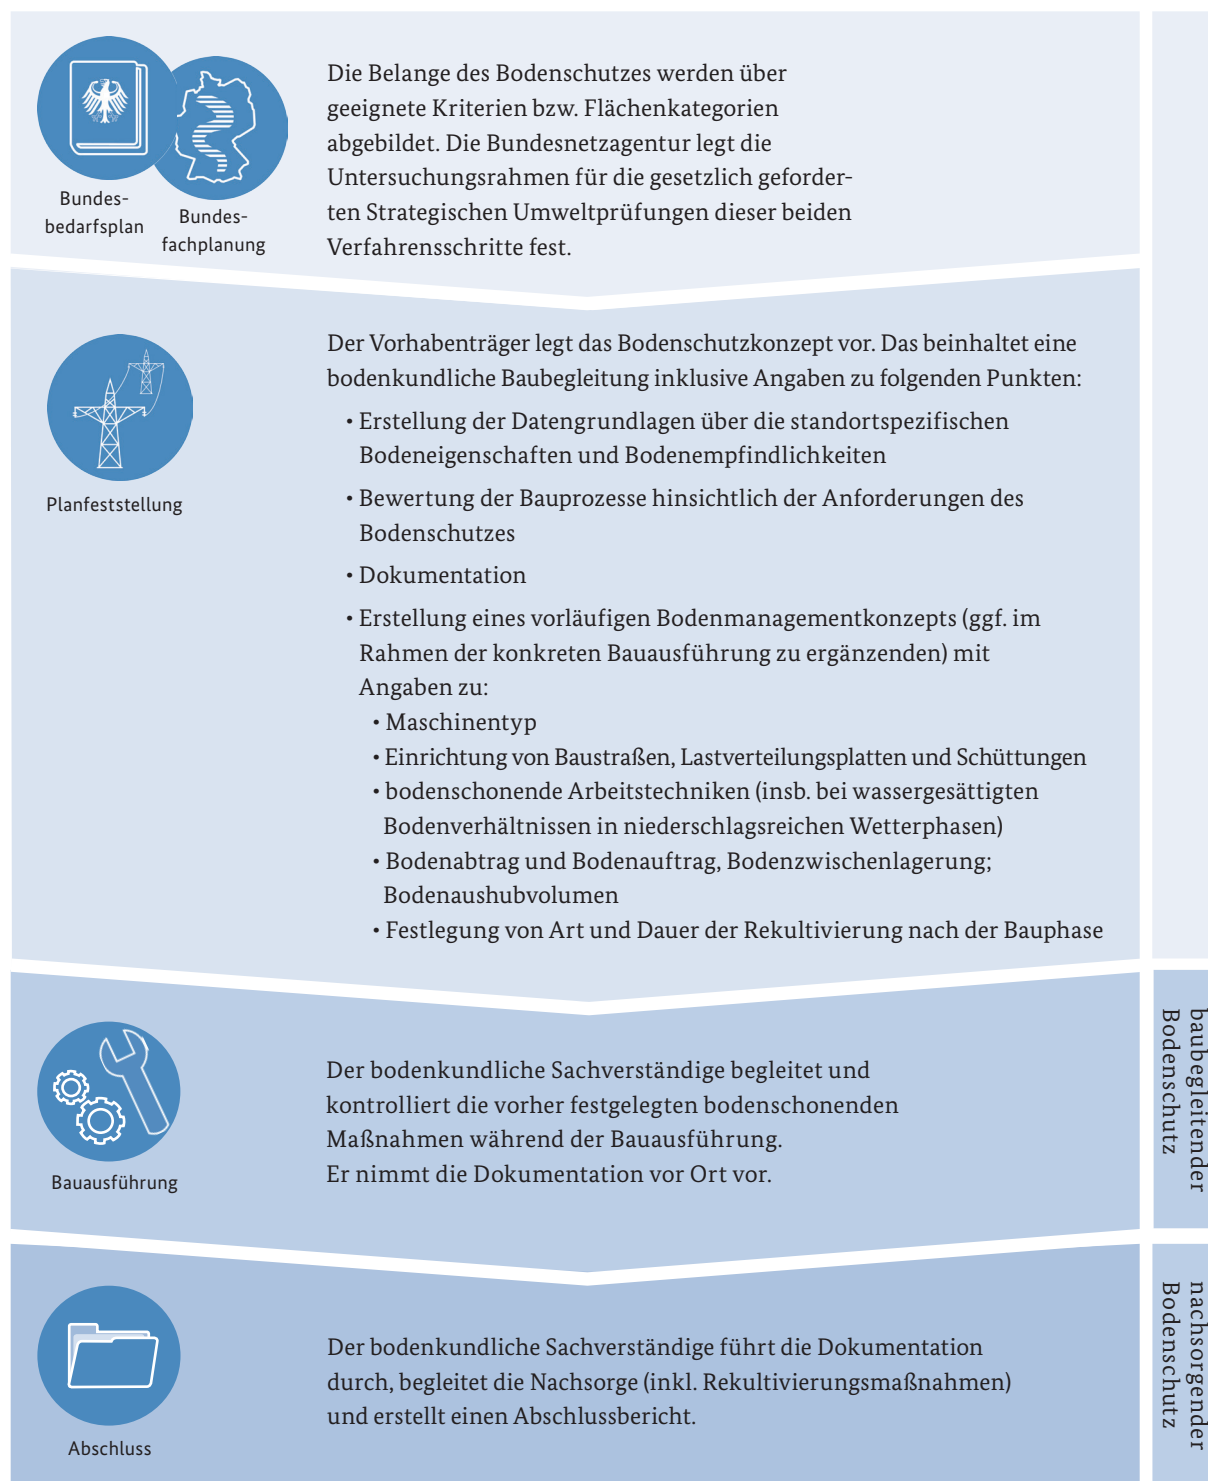 Bundes-
bedarfsplan
Bundes-
fachplanung
Die Belange des Bodenschutzes werden über
geeignete Kriterien bzw. Flächenkategorien
abgebildet. Die Bundesnetzagentur legt die
Untersuchungsrahmen für die gesetzlich geforder-
ten Strategischen Umweltprüfungen dieser beiden
Verfahrensschritte fest.
Planfeststellung
Der Vorhabenträger legt das Bodenschutzkonzept vor. Das beinhaltet eine
bodenkundliche Baubegleitung inklusive Angaben zu folgenden Punkten:
• Erstellung der Datengrundlagen über die standortspezifischen
Bodeneigenschaften und Bodenempfindlichkeiten
• Bewertung der Bauprozesse hinsichtlich der Anforderungen des
Bodenschutzes
• Dokumentation
• Erstellung eines vorläufigen Bodenmanagementkonzepts (ggf. im
Rahmen der konkreten Bauausführung zu ergänzenden) mit
Angaben zu:
• Maschinentyp
• Einrichtung von Baustraßen, Lastverteilungsplatten und Schüttungen
• bodenschonende Arbeitstechniken (insb. bei wassergesättigten
Bodenverhältnissen in niederschlagsreichen Wetterphasen)
• Bodenabtrag und Bodenauftrag, Bodenzwischenlagerung;
Bodenaushubvolumen
• Festlegung von Art und Dauer der Rekultivierung nach der Bauphase
Bauausführung
Der bodenkundliche Sachverständige begleitet und
kontrolliert die vorher festgelegten bodenschonenden
Maßnahmen während der Bauausführung.
Er nimmt die Dokumentation vor Ort vor.
baubegleitender
Bodenschutz
Abschluss
Der bodenkundliche Sachverständige führt die Dokumentation
durch, begleitet die Nachsorge (inkl. Rekultivierungsmaßnahmen)
und erstellt einen Abschlussbericht.
nachsorgender
Bodenschutz